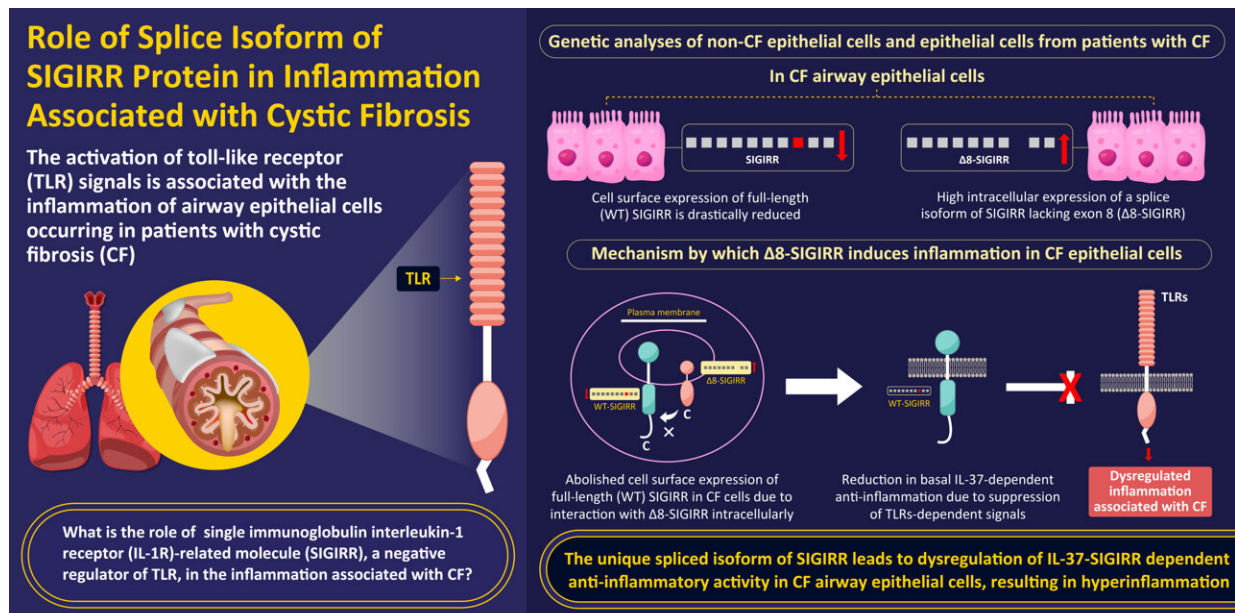 Role of Splice Isoform of
SIGIRR Protein in Inflammation
Associated with Cystic Fibrosis
The activation of toll-like receptor
(TLR) signals is associated with the
inflammation of airway epithelial cells
occurring in patients with cystic
fibrosis (CF)
TLR
What is the role of single immunoglobulin interleukin-1
receptor (IL-1R)-related molecule (SIGIRR), a negative
regulator of TLR, in the inflammation associated with CF?
Genetic analyses of non-CF epithelial cells and epithelial cells from patients with CF
In CF airway epithelial cells
SIGIRR
Δ8-SIGIRR
Cell surface expression of full-length
(WT) SIGIRR is drastically reduced
High intracellular expression of a splice
isoform of SIGIRR lacking exon 8 (Δ8-SIGIRR)
Mechanism by which Δ8-SIGIRR induces inflammation in CF epithelial cells
Plasma membrane
Δ8-SIGIRR
WT-SIGIRR
C
C
WT-SIGIRR
TLRs
Abolished cell surface expression of
full-length (WT) SIGIRR in CF cells due to
interaction with Δ8-SIGIRR intracellularly
Reduction in basal IL-37-dependent
anti-inflammation due to suppression
of TLRs-dependent signals
Dysregulated
inflammation
associated with CF
The unique spliced isoform of SIGIRR leads to dysregulation of IL-37-SIGIRR dependent
anti-inflammatory activity in CF airway epithelial cells, resulting in hyperinflammation